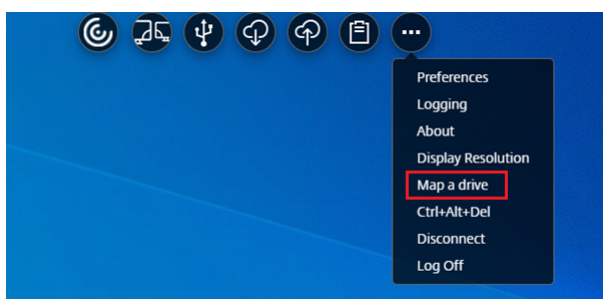 Preferences
Logging
About
Display Resolution
Map a drive
Ctrl+Alt+Del
Disconnect
Log Off